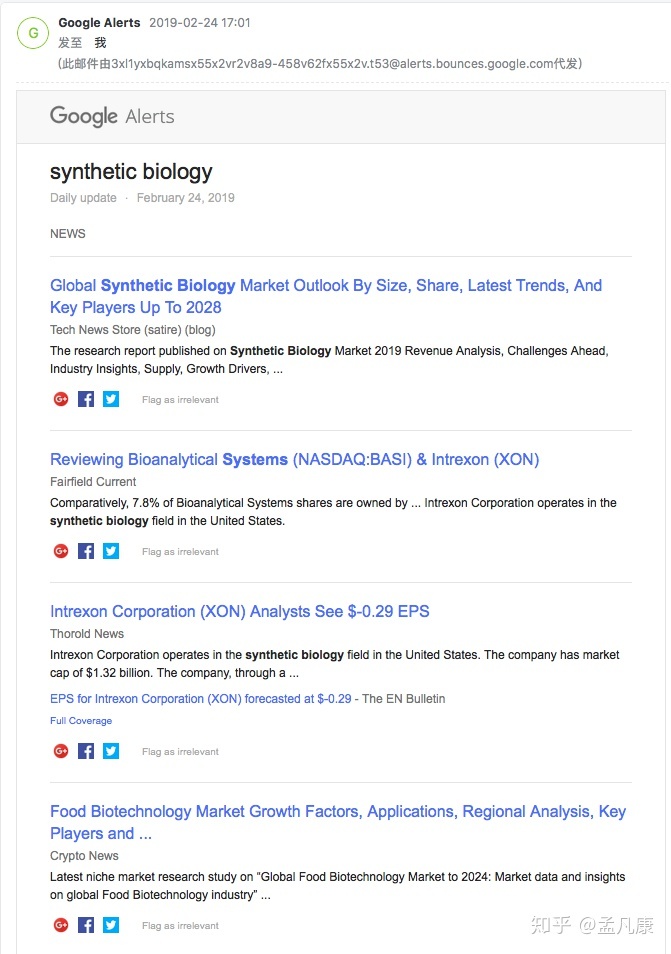 G
Google Alerts 2019-02-24 17:01
发至 我
(此邮件由3xl1yxbqkamsx55x2vr2v8a9-458v62fx55x2v.t53@alerts.bounces.google.com代发)
Google Alerts
synthetic biology
Daily update · February 24, 2019
NEWS
Global Synthetic Biology Market Outlook By Size, Share, Latest Trends, And
Key Players Up To 2028
Tech News Store (satire) (blog)
The research report published on Synthetic Biology Market 2019 Revenue Analysis, Challenges Ahead,
Industry Insights, Supply, Growth Drivers, ...
G+ f Flag as irrelevant
Reviewing Bioanalytical Systems (NASDAQ:BASI) & Intrexon (XON)
Fairfield Current
Comparatively, 7.8% of Bioanalytical Systems shares are owned by ... Intrexon Corporation operates in the
synthetic biology field in the United States.
G+ f Flag as irrelevant
Intrexon Corporation (XON) Analysts See $-0.29 EPS
Thorold News
Intrexon Corporation operates in the synthetic biology field in the United States. The company has market
cap of $1.32 billion. The company, through a ...
EPS for Intrexon Corporation (XON) forecasted at $-0.29 - The EN Bulletin
Full Coverage
G+ f Flag as irrelevant
Food Biotechnology Market Growth Factors, Applications, Regional Analysis, Key
Players and ...
Crypto News
Latest niche market research study on “Global Food Biotechnology Market to 2024: Market data and insights
on global Food Biotechnology industry” ...
G+ f Flag as irrelevant
知乎 @孟凡康